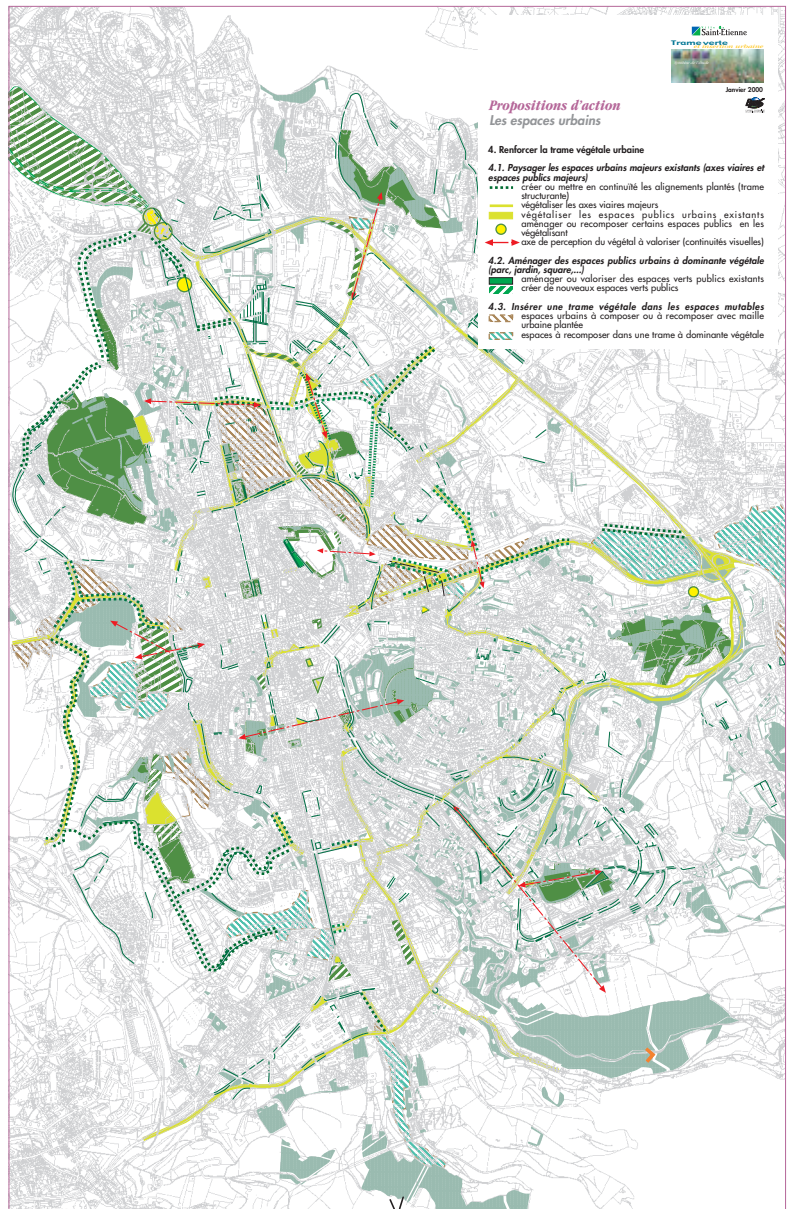 Saint-Étienne
Trame verte
Janvier 2000
Propositions d'action
Les espaces urbains
4. Renforcer la trame végétale urbaine
4.1. Paysager les espaces urbains majeurs existants (axes viaires et
espaces publics majeurs)
créer ou mettre en continuité les alignements plantés (trame
structurante)
végétaliser les axes viaires majeurs
végétaliser les espaces publics urbains existants
aménager ou recomposer certains espaces publics en les
végétalisant
axe de perception du végétal à valoriser (continuités visuelles)
4.2. Aménager des espaces publics urbains à dominante végétale
(parc, jardin, square,...)
aménager ou valoriser des espaces verts publics existants
créer de nouveaux espaces verts publics
4.3. Insérer une trame végétale dans les espaces mutables
espaces urbains à composer ou à recomposer avec maille
urbaine plantée
espaces à recomposer dans une trame à dominante végétale